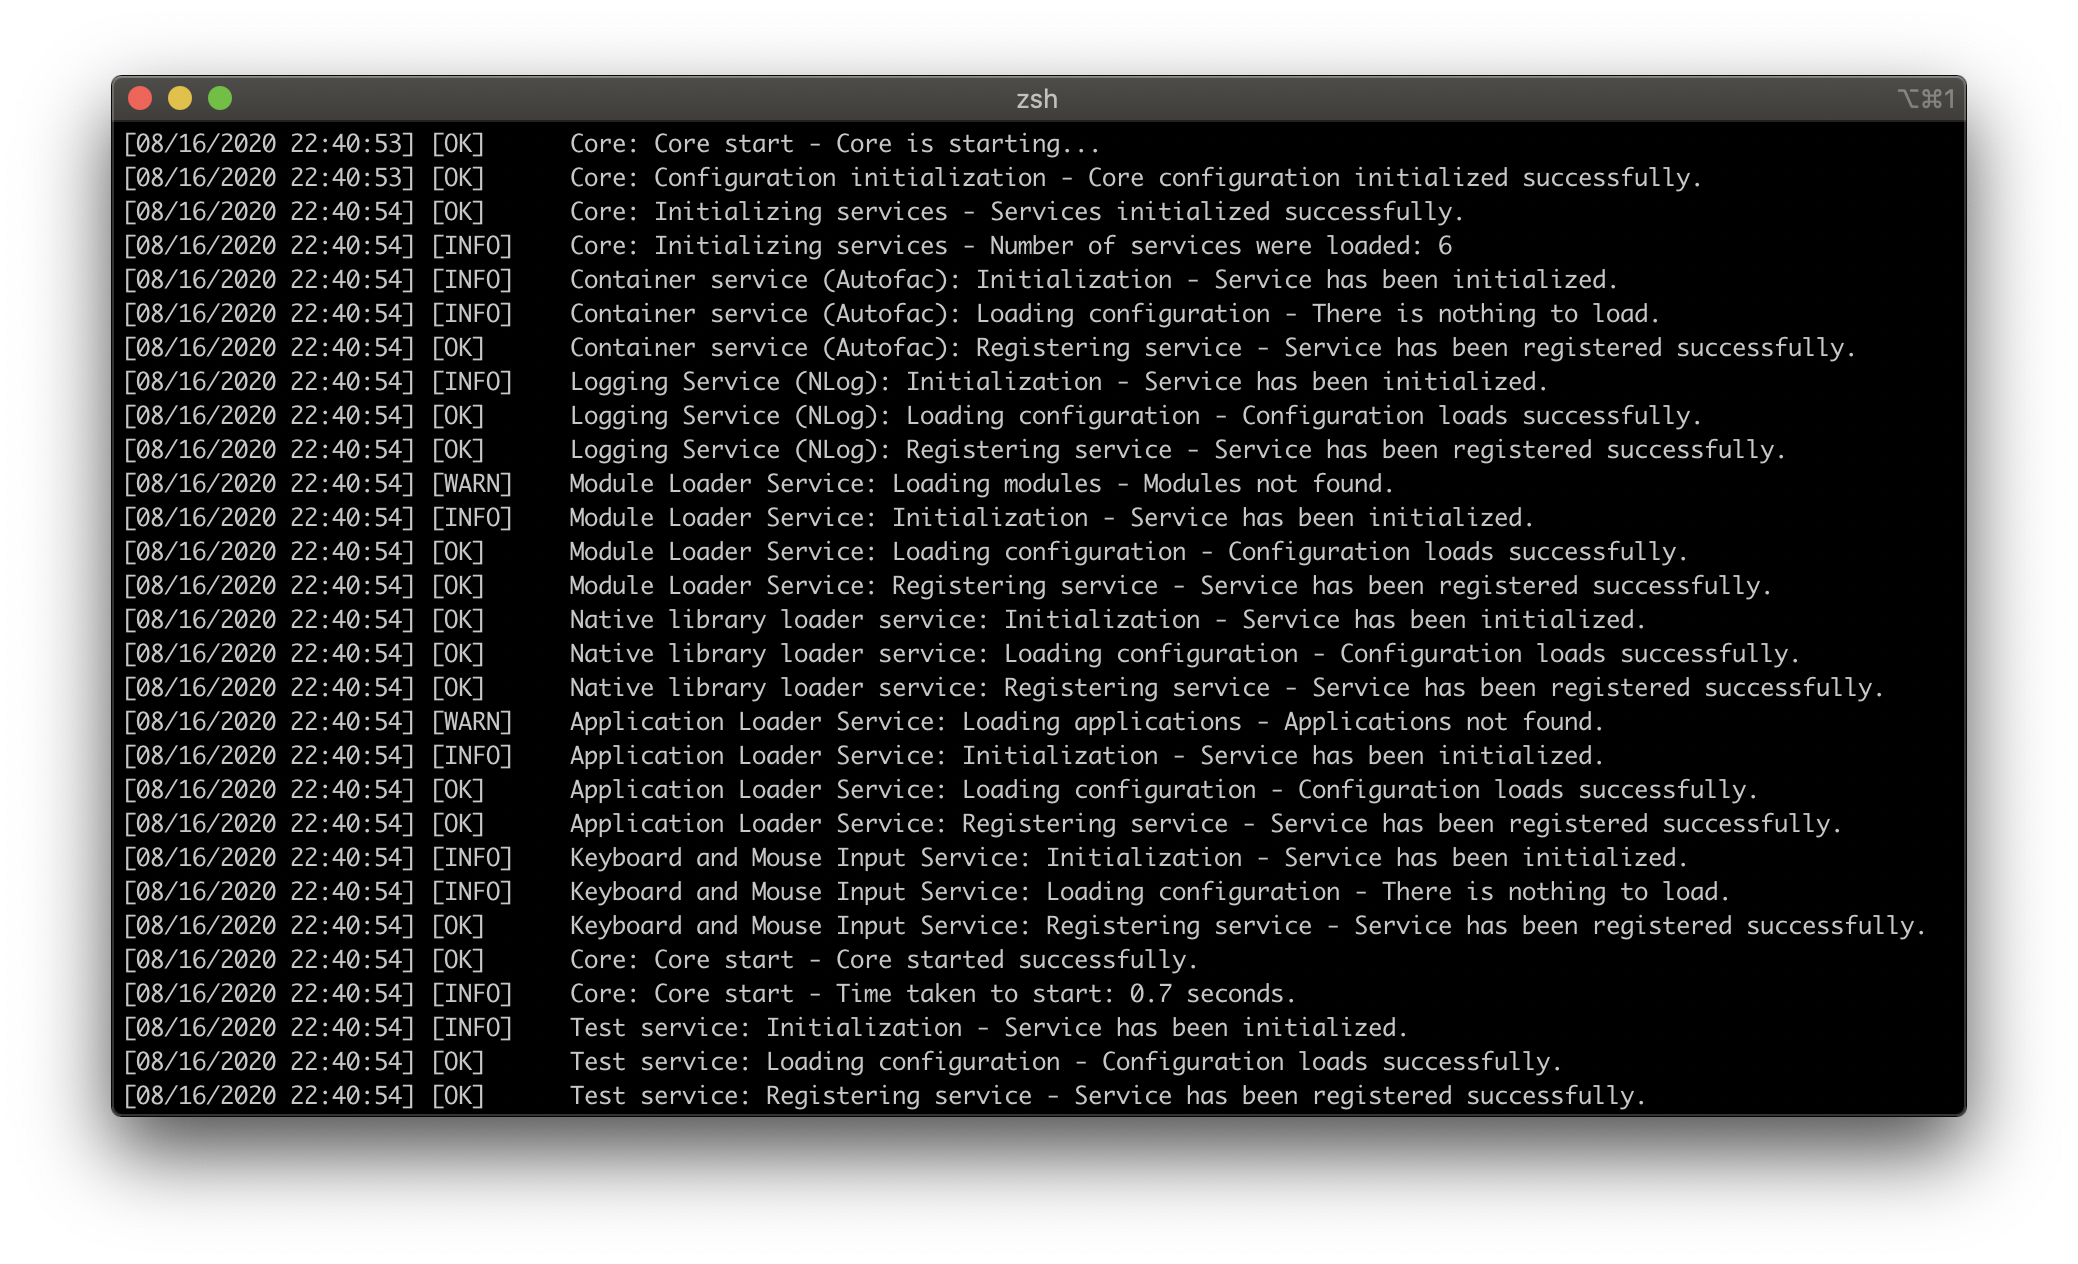 zsh
⌥⌘1
[08/16/2020 22:40:53] [OK]      Core: Core start - Core is starting...
[08/16/2020 22:40:53] [OK]      Core: Configuration initialization - Core configuration initialized successfully.
[08/16/2020 22:40:54] [OK]      Core: Initializing services - Services initialized successfully.
[08/16/2020 22:40:54] [INFO]    Core: Initializing services - Number of services were loaded: 6
[08/16/2020 22:40:54] [INFO]    Container service (Autofac): Initialization - Service has been initialized.
[08/16/2020 22:40:54] [INFO]    Container service (Autofac): Loading configuration - There is nothing to load.
[08/16/2020 22:40:54] [OK]      Container service (Autofac): Registering service - Service has been registered successfully.
[08/16/2020 22:40:54] [INFO]    Logging Service (NLog): Initialization - Service has been initialized.
[08/16/2020 22:40:54] [OK]      Logging Service (NLog): Loading configuration - Configuration loads successfully.
[08/16/2020 22:40:54] [OK]      Logging Service (NLog): Registering service - Service has been registered successfully.
[08/16/2020 22:40:54] [WARN]    Module Loader Service: Loading modules - Modules not found.
[08/16/2020 22:40:54] [INFO]    Module Loader Service: Initialization - Service has been initialized.
[08/16/2020 22:40:54] [OK]      Module Loader Service: Loading configuration - Configuration loads successfully.
[08/16/2020 22:40:54] [OK]      Module Loader Service: Registering service - Service has been registered successfully.
[08/16/2020 22:40:54] [OK]      Native library loader service: Initialization - Service has been initialized.
[08/16/2020 22:40:54] [OK]      Native library loader service: Loading configuration - Configuration loads successfully.
[08/16/2020 22:40:54] [OK]      Native library loader service: Registering service - Service has been registered successfully.
[08/16/2020 22:40:54] [WARN]    Application Loader Service: Loading applications - Applications not found.
[08/16/2020 22:40:54] [INFO]    Application Loader Service: Initialization - Service has been initialized.
[08/16/2020 22:40:54] [OK]      Application Loader Service: Loading configuration - Configuration loads successfully.
[08/16/2020 22:40:54] [OK]      Application Loader Service: Registering service - Service has been registered successfully.
[08/16/2020 22:40:54] [INFO]    Keyboard and Mouse Input Service: Initialization - Service has been initialized.
[08/16/2020 22:40:54] [INFO]    Keyboard and Mouse Input Service: Loading configuration - There is nothing to load.
[08/16/2020 22:40:54] [OK]      Keyboard and Mouse Input Service: Registering service - Service has been registered successfully.
[08/16/2020 22:40:54] [OK]      Core: Core start - Core started successfully.
[08/16/2020 22:40:54] [INFO]    Core: Core start - Time taken to start: 0.7 seconds.
[08/16/2020 22:40:54] [INFO]    Test service: Initialization - Service has been initialized.
[08/16/2020 22:40:54] [OK]      Test service: Loading configuration - Configuration loads successfully.
[08/16/2020 22:40:54] [OK]      Test service: Registering service - Service has been registered successfully.